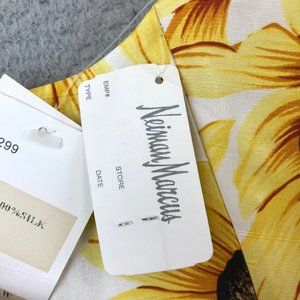 Neiman Marcus
EMP#
TYPE
STORE
DATE
299
00% SILK